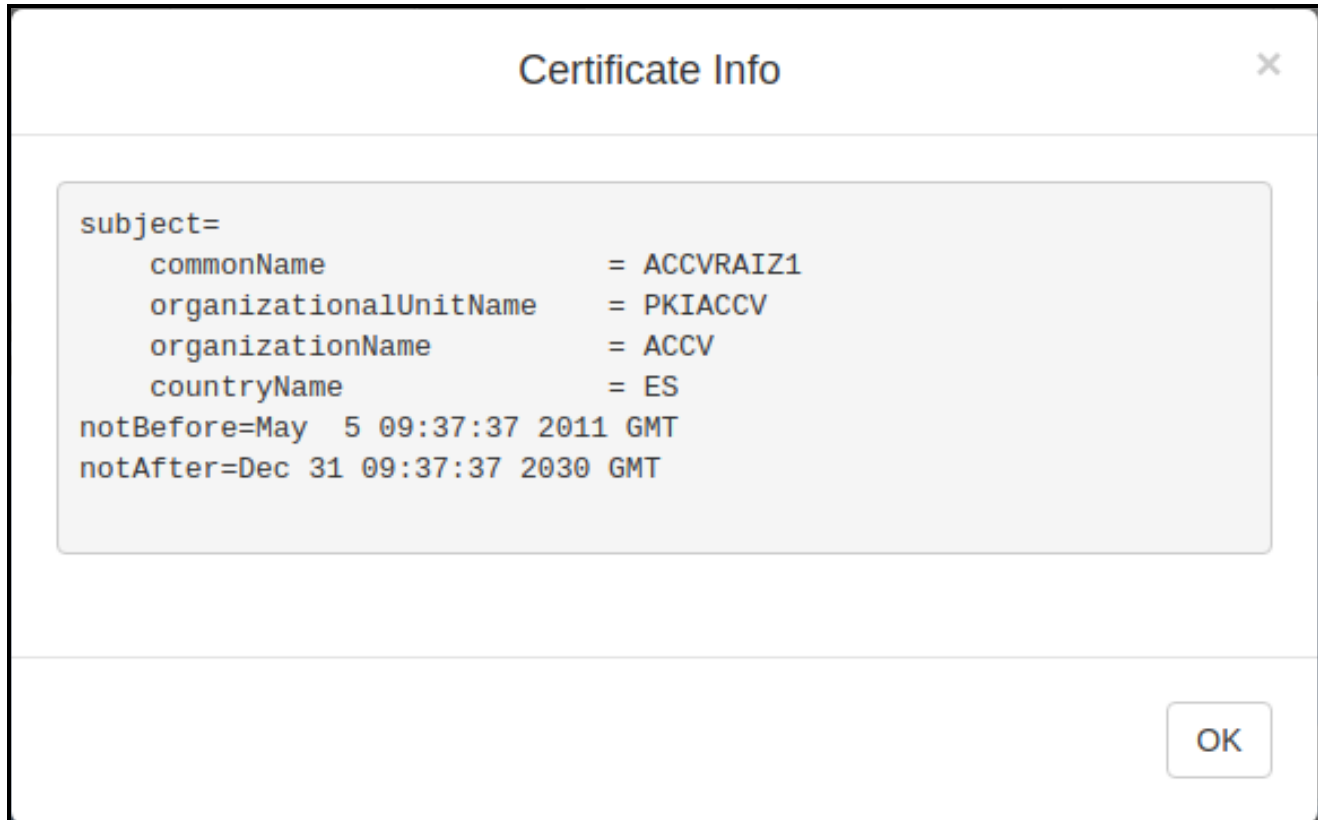 Certificate Info ×
subject=
    commonName                = ACCVRAIZ1
    organizationalUnitName    = PKIACCV
    organizationName          = ACCV
    countryName               = ES
notBefore=May  5 09:37:37 2011 GMT
notAfter=Dec 31 09:37:37 2030 GMT
OK